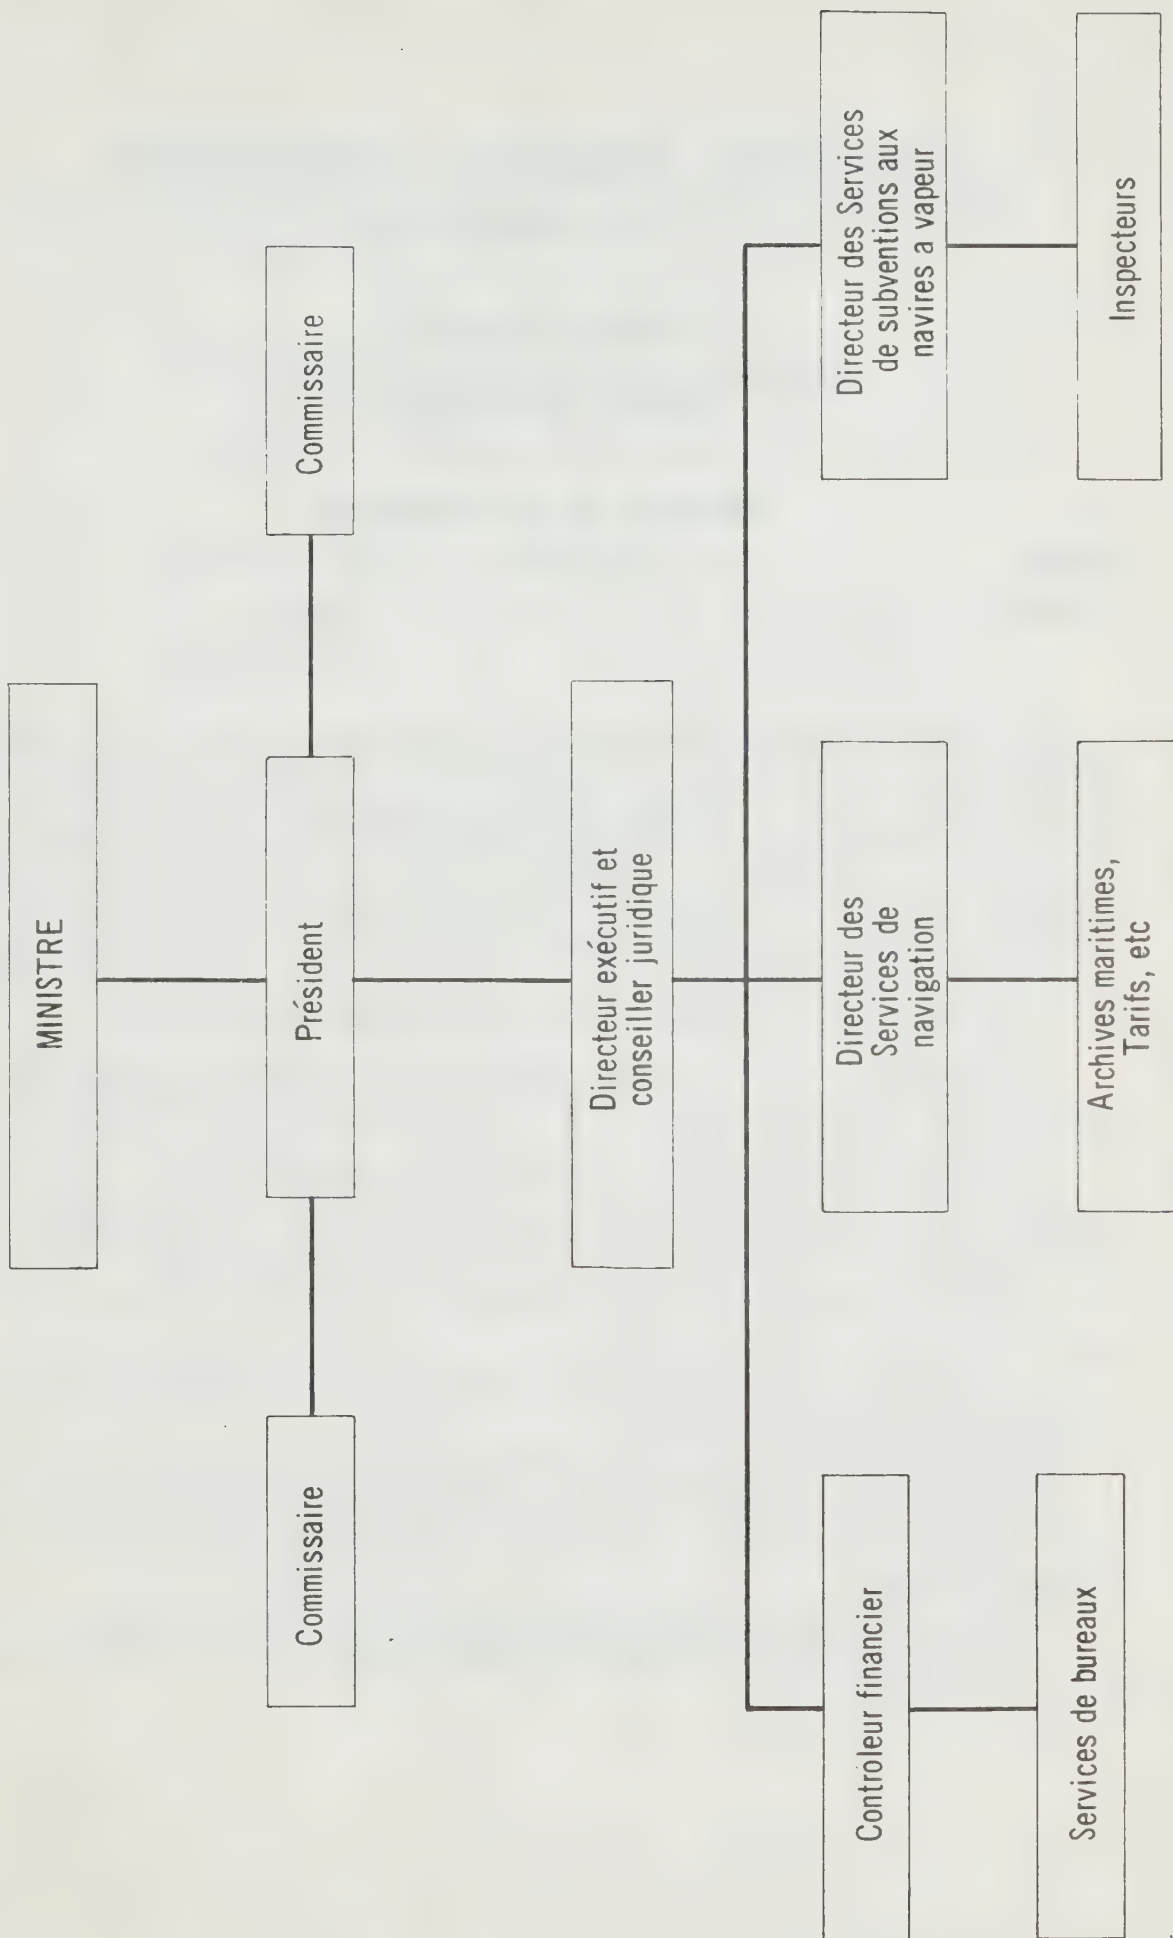 MINISTRE
Commissaire
Président
Commissaire
Directeur exécutif et
conseiller juridique
Contrôleur financier
Directeur des
Services de
navigation
Directeur des Services
de subventions aux
navires a vapeur
Services de bureaux
Archives maritimes,
Tarifs, etc
Inspecteurs